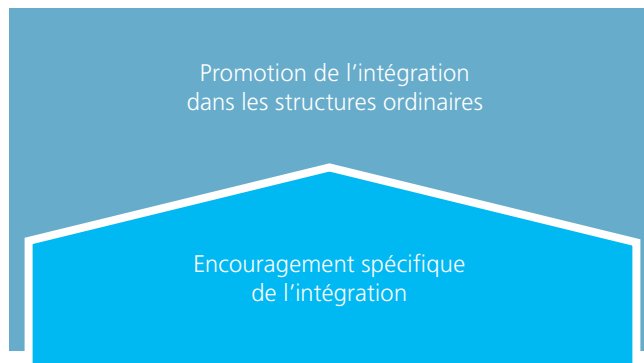 Promotion de l’intégration
dans les structures ordinaires
Encouragement spécifique
de l’intégration